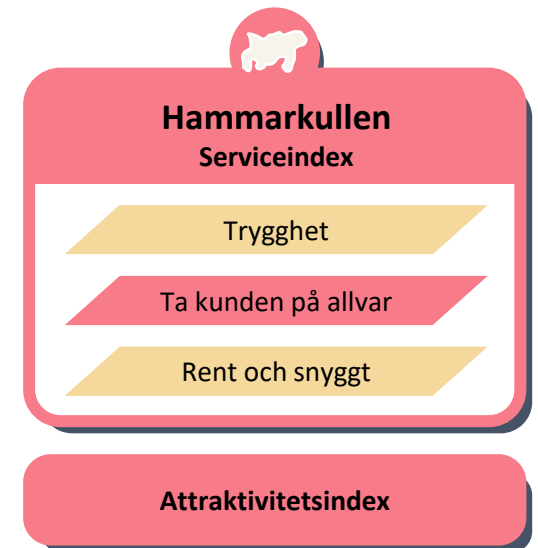 Hammarkullen
Serviceindex
Trygghet
Ta kunden på allvar
Rent och snyggt
Attraktivitetsindex